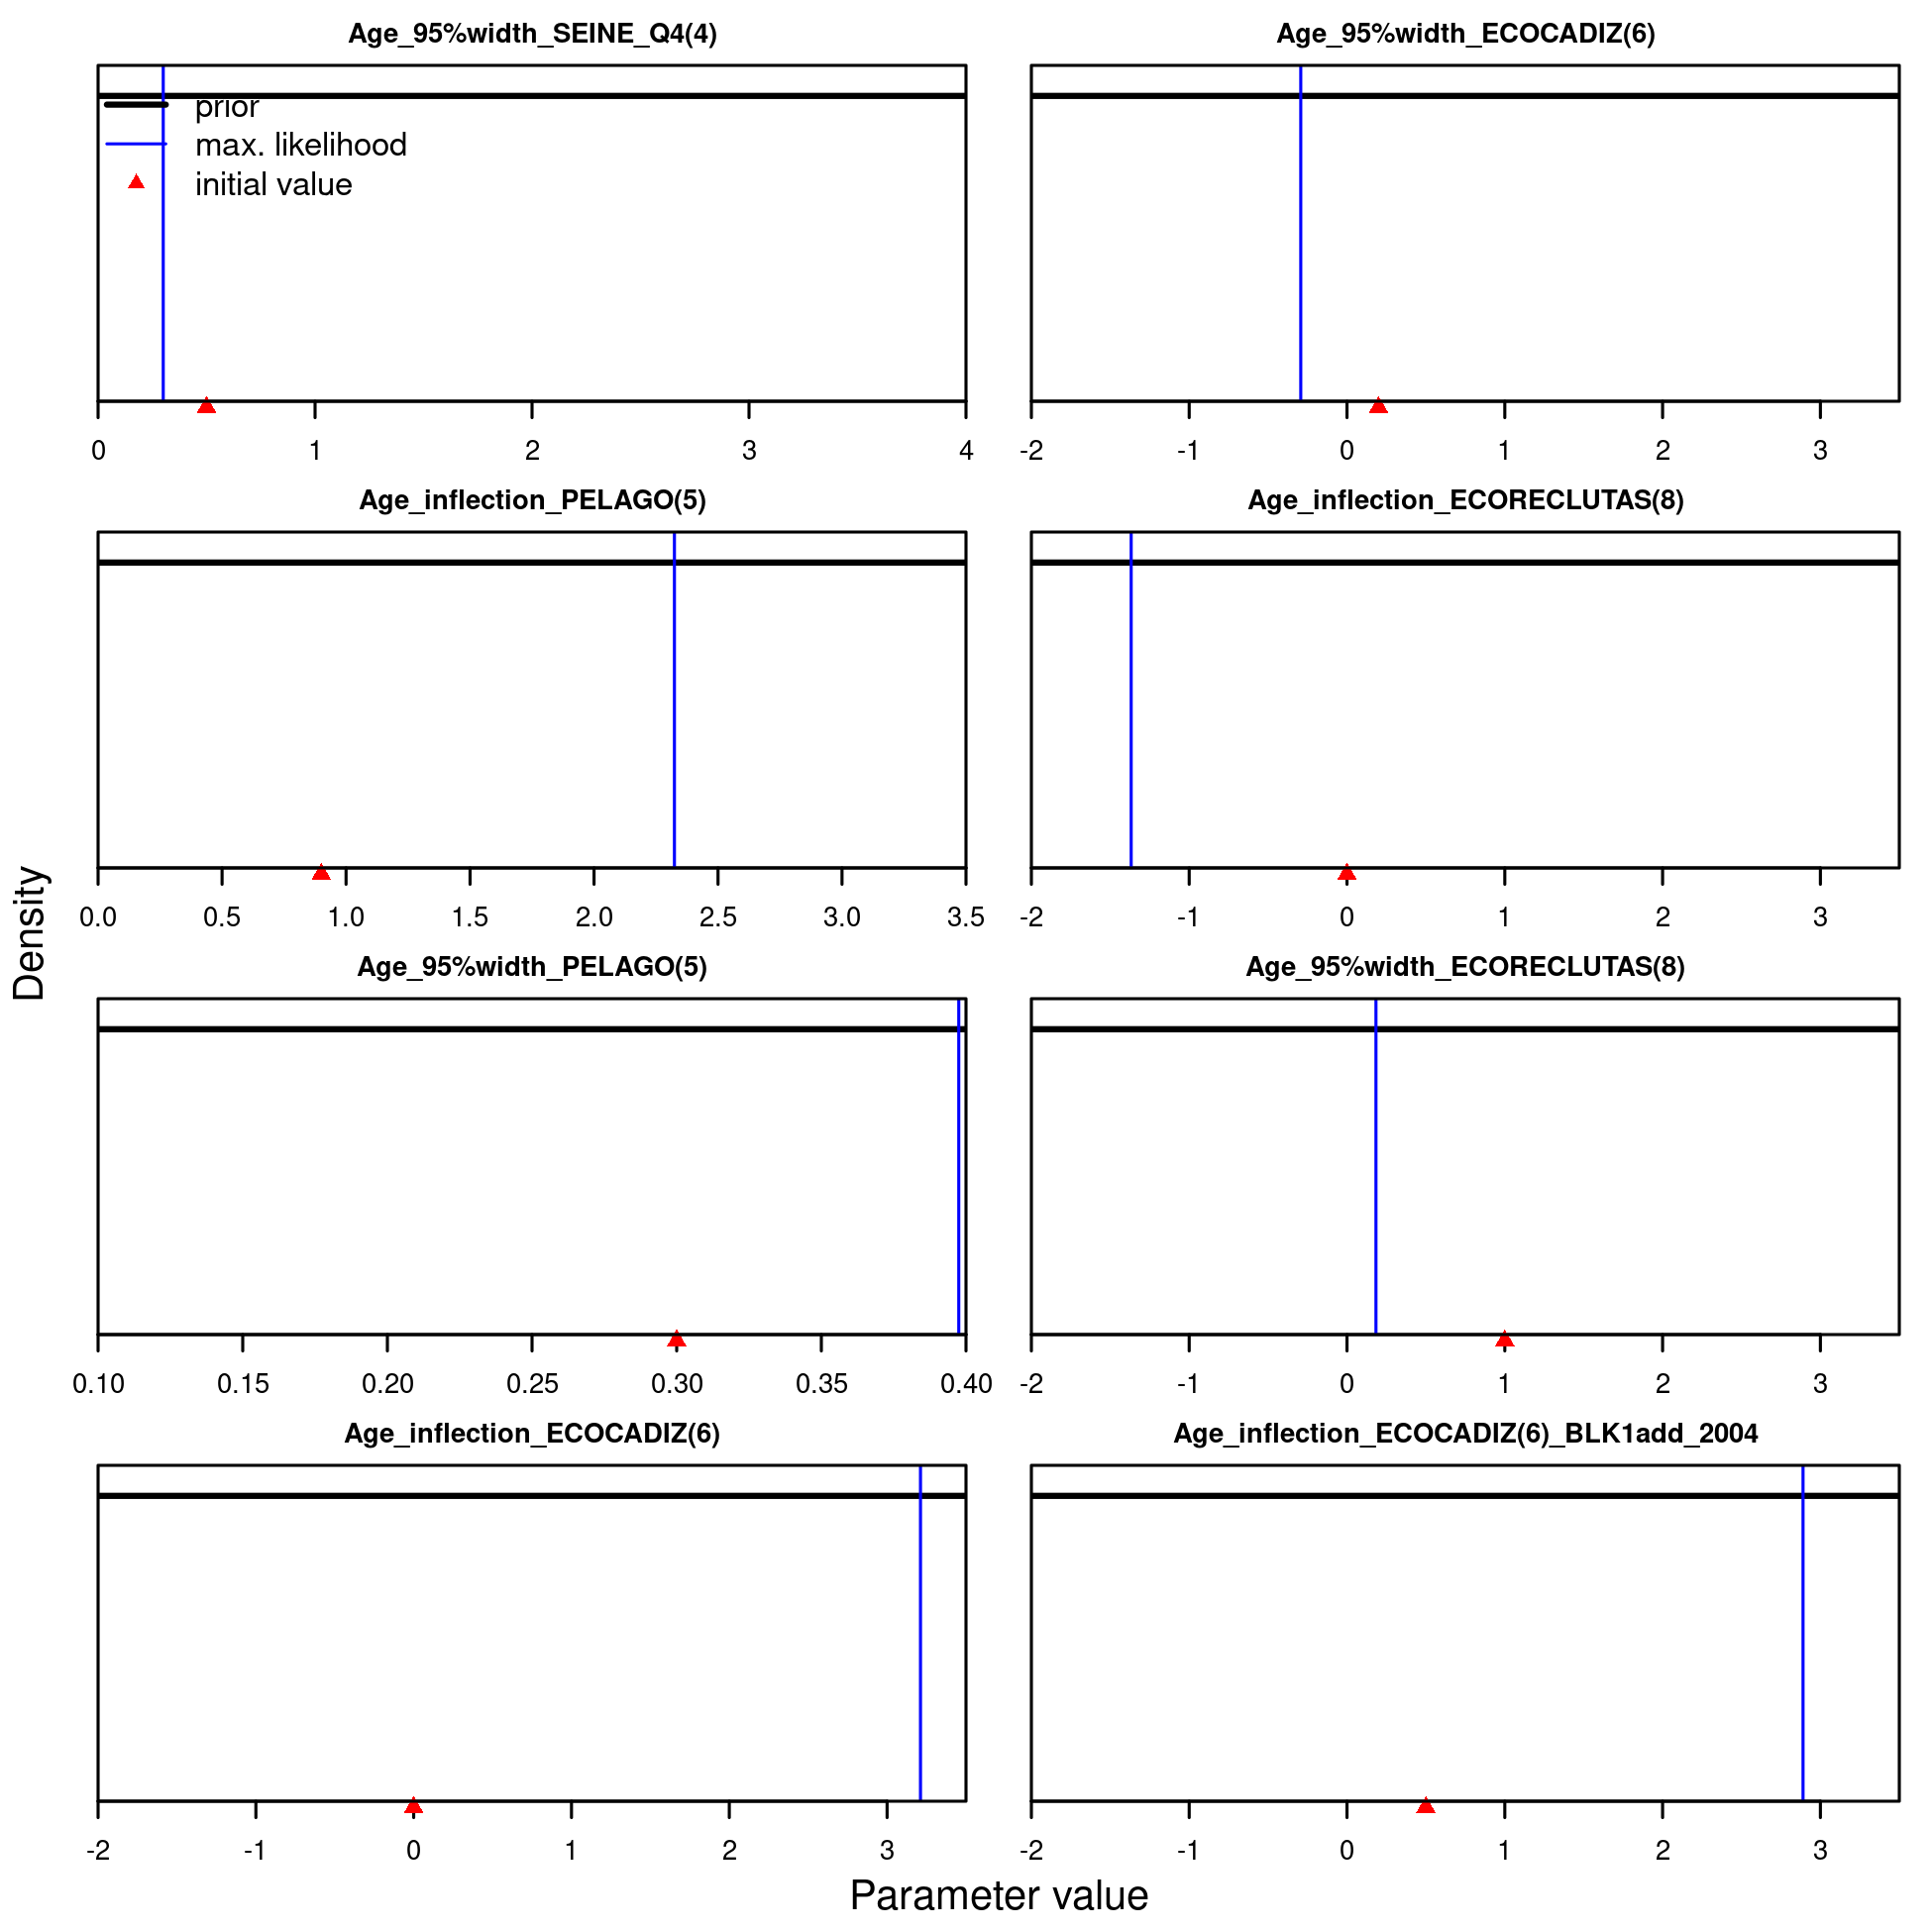 Age_95%width_SEINE_Q4(4)
prior
max. likelihood
initial value
0 1 2 3 4
Age_95%width_ECOCADIZ(6)
-2 -1 0 1 2 3
Age_inflection_PELAGO(5)
0.0 0.5 1.0 1.5 2.0 2.5 3.0 3.5
Age_inflection_ECORECLUTAS(8)
-2 -1 0 1 2 3
Age_95%width_PELAGO(5)
0.10 0.15 0.20 0.25 0.30 0.35 0.40
Age_95%width_ECORECLUTAS(8)
-2 -1 0 1 2 3
Age_inflection_ECOCADIZ(6)
-2 -1 0 1 2 3
Age_inflection_ECOCADIZ(6)_BLK1add_2004
-2 -1 0 1 2 3
Density
Parameter value